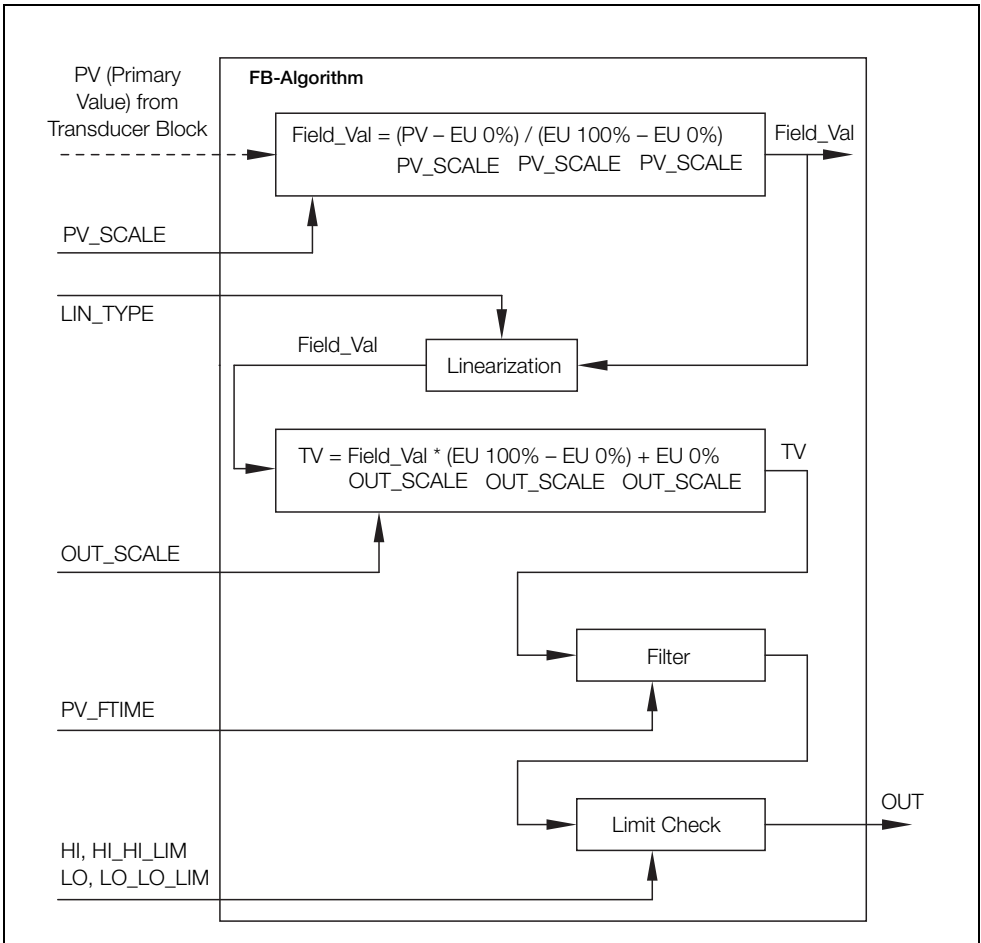 PV (Primary
Value) from
Transducer Block
FB-Algorithm
Field_Val = (PV – EU 0%) / (EU 100% – EU 0%)
PV_SCALE PV_SCALE PV_SCALE
Field_Val
PV_SCALE
LIN_TYPE
Field_Val
Linearization
TV = Field_Val * (EU 100% – EU 0%) + EU 0%
OUT_SCALE OUT_SCALE OUT_SCALE
TV
OUT_SCALE
Filter
PV_FTIME
Limit Check
OUT
HI, HI_HI_LIM
LO, LO_LO_LIM